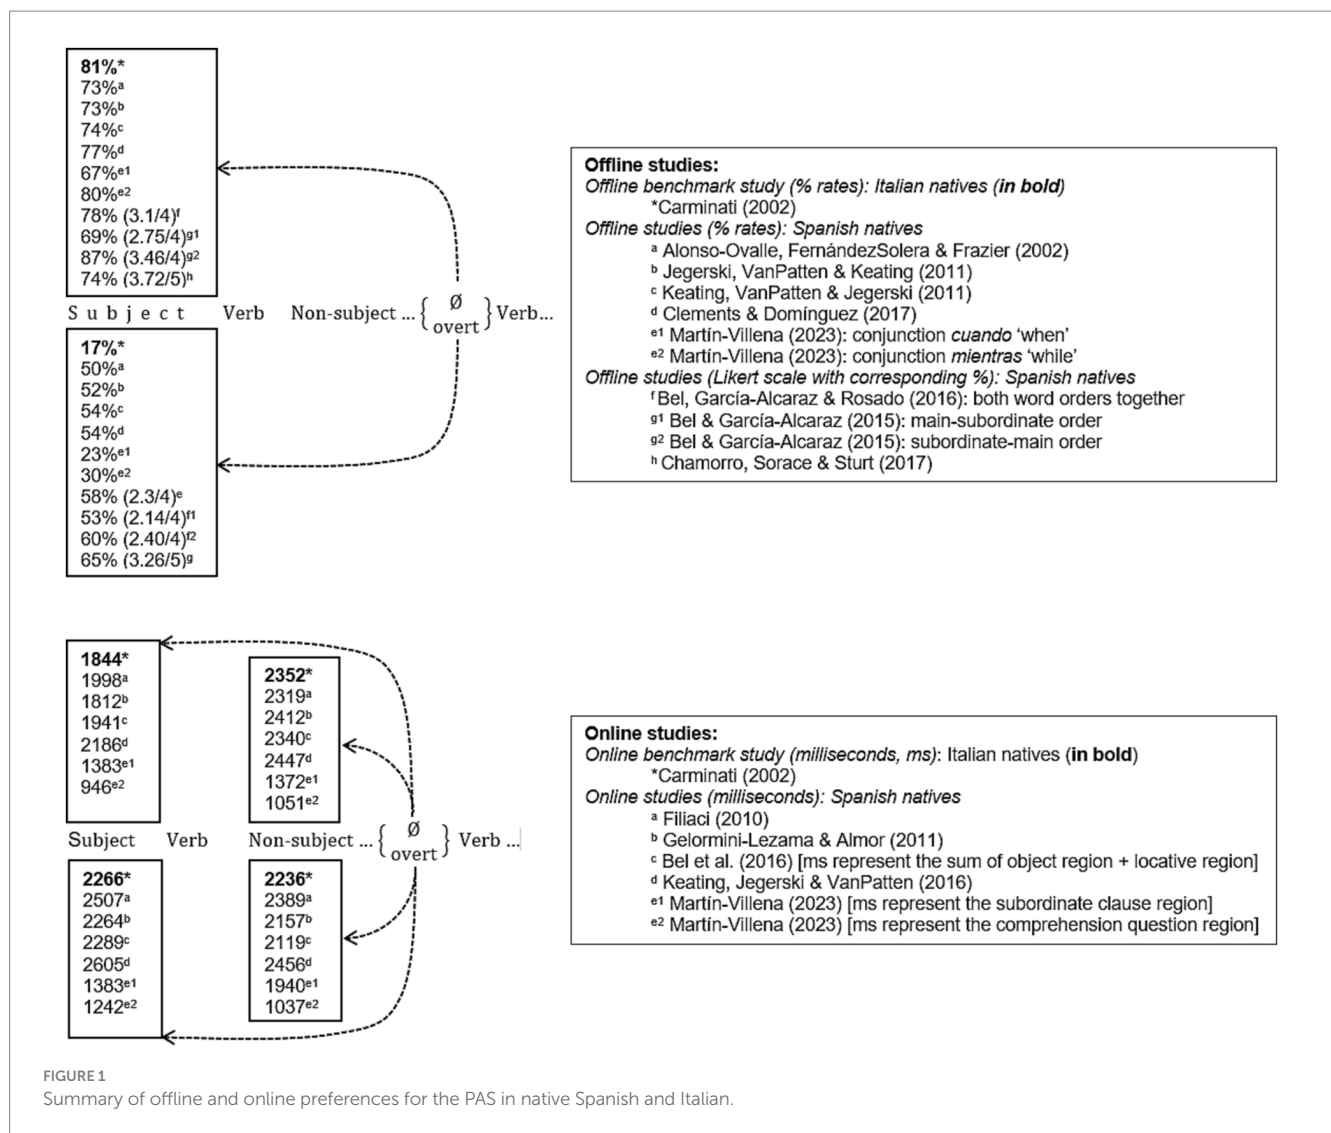 81%*
73%ᵃ
73%ᵇ
74%ᶜ
77%ᵈ
67%ᵉ¹
80%ᵉ²
78% (3.1/4)ᶠ
69% (2.75/4)ᵍ¹
87% (3.46/4)ᵍ²
74% (3.72/5)ʰ
Subject Verb Non-subject ... { Ø overt } Verb...
17%*
50%ᵃ
52%ᵇ
54%ᶜ
54%ᵈ
23%ᵉ¹
30%ᵉ²
58% (2.3/4)ᵉ
53% (2.14/4)ᶠ¹
60% (2.40/4)ᶠ²
65% (3.26/5)ᵍ
Offline studies:
Offline benchmark study (% rates): Italian natives (in bold)
*Carminati (2002)
Offline studies (% rates): Spanish natives
ᵃ Alonso-Ovalle, FernándezSolera & Frazier (2002)
ᵇ Jegerski, VanPatten & Keating (2011)
ᶜ Keating, VanPatten & Jegerski (2011)
ᵈ Clements & Domínguez (2017)
ᵉ¹ Martín-Villena (2023): conjunction cuando ‘when’
ᵉ² Martín-Villena (2023): conjunction mientras ‘while’
Offline studies (Likert scale with corresponding %): Spanish natives
ᶠ Bel, García-Alcaraz & Rosado (2016): both word orders together
ᵍ¹ Bel & García-Alcaraz (2015): main-subordinate order
ᵍ² Bel & García-Alcaraz (2015): subordinate-main order
ʰ Chamorro, Sorace & Sturt (2017)
1844*
1998ᵃ
1812ᵇ
1941ᶜ
2186ᵈ
1383ᵉ¹
946ᵉ²
2352*
2319ᵃ
2412ᵇ
2340ᶜ
2447ᵈ
1372ᵉ¹
1051ᵉ²
Subject Verb Non-subject ... { Ø overt } Verb ...
2266*
2507ᵃ
2264ᵇ
2289ᶜ
2605ᵈ
1383ᵉ¹
1242ᵉ²
2236*
2389ᵃ
2157ᵇ
2119ᶜ
2456ᵈ
1940ᵉ¹
1037ᵉ²
Online studies:
Online benchmark study (milliseconds, ms): Italian natives (in bold)
*Carminati (2002)
Online studies (milliseconds): Spanish natives
ᵃ Filiaci (2010)
ᵇ Gelormini-Lezama & Almor (2011)
ᶜ Bel et al. (2016) [ms represent the sum of object region + locative region]
ᵈ Keating, Jegerski & VanPatten (2016)
ᵉ¹ Martín-Villena (2023) [ms represent the subordinate clause region]
ᵉ² Martín-Villena (2023) [ms represent the comprehension question region]
FIGURE 1
Summary of offline and online preferences for the PAS in native Spanish and Italian.